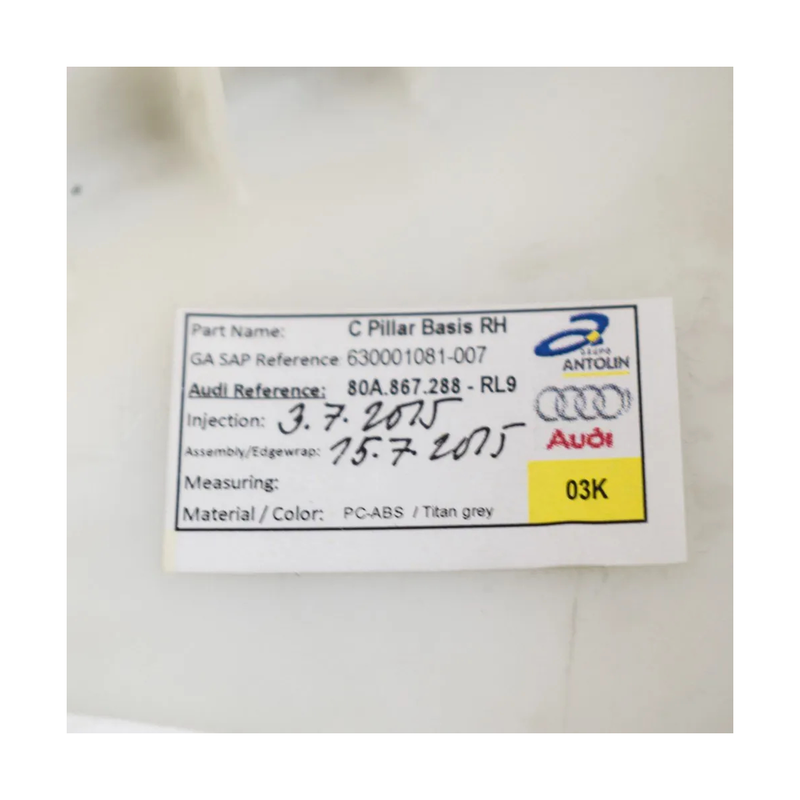 Part Name: C Pillar Basis RH
GA SAP Reference 630001081-007
Audi Reference: 80A.867.288 - RL9
Injection: 3.7.2015
Assembly/Edgewrap: 15.7.2015
Measuring:
Material / Color: PC-ABS / Titan grey
GRUPO
ANTOLIN
Audi
03K